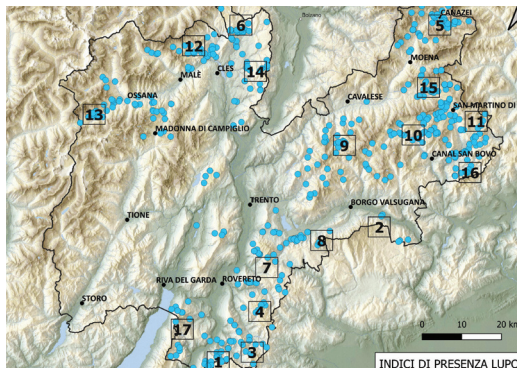 CANAZEI
6
5
Bolzano
12
MOENA
MALÈ
CLES
14
15
OSSANA
CAVALESE
SAN MARTINO DI
13
11
MADONNA DI CAMPIGLIO
10
9
CANAL SAN BOVO
16
TRENTO
BORGO VALSUGANA
TIONE
2
8
7
RIVA DEL GARDA
ROVERETO
STORO
4
17
0 10 20 km
3
1
INDICI DI PRESENZA LUPO